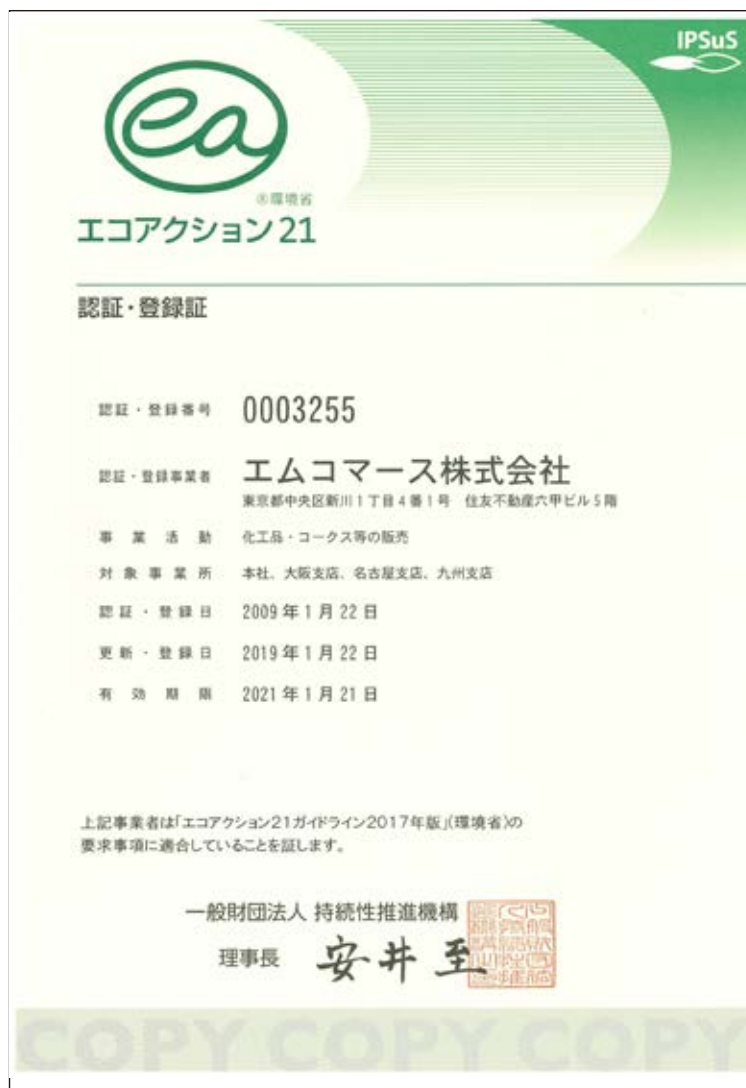 IPSuS
ea
®環境省
エコアクション21
認証・登録証
認証・登録番号 0003255
認証・登録事業者 エムコマース株式会社
東京都中央区新川1丁目4番1号 住友不動産六甲ビル5階
事業活動 化工品・コークス等の販売
対象事業所 本社、大阪支店、名古屋支店、九州支店
認証・登録日 2009年1月22日
更新・登録日 2019年1月22日
有効期限 2021年1月21日
上記事業者は「エコアクション21ガイドライン2017年版」(環境省)の
要求事項に適合していることを証します。
一般財団法人 持続性推進機構
理事長 安井至
COPY COPY COPY